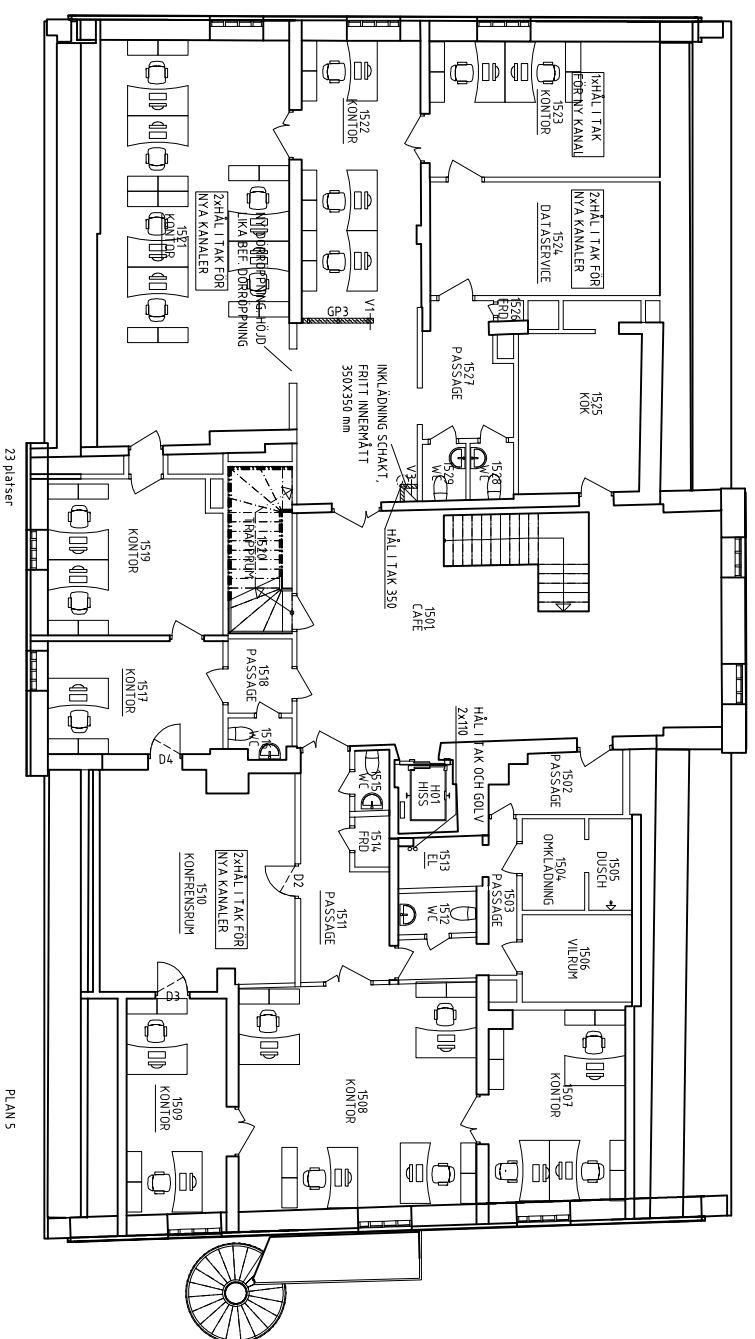 1xHÅL I TAK
FÖR NY KANAL
1523
KONTOR
1522
KONTOR
2xHÅL I TAK FÖR
NYA KANALER
1524
DATASERVICE
2xHÅL I TAK FÖR
NYA KANALER
1521
KONTOR
NY DÖRRÖPPNING, HÖJD
LIKA BEF. DÖRRÖPPNING
GP3
V1
1526
FRD
1527
PASSAGE
1525
KÖK
INKLÄDNING SCHAKT,
FRITT INNERMÅTT
350X350 mm
V3
1529
WC
1528
WC
HÅL I TAK 350
1520
TRAPPRUM
1519
KONTOR
1501
CAFE
1518
PASSAGE
1517
KONTOR
WC
D4
HÅL I TAK OCH GOLV
2x110
H01
HISS
1515
WC
1514
FRD
1513
EL
1512
WC
1502
PASSAGE
1503
PASSAGE
1504
OMKLÄDNING
1505
DUSCH
1506
VILRUM
2xHÅL I TAK FÖR
NYA KANALER
1510
KONFRENSRUM
D2
1511
PASSAGE
D3
1509
KONTOR
1508
KONTOR
1507
KONTOR
23 platser
PLAN 5